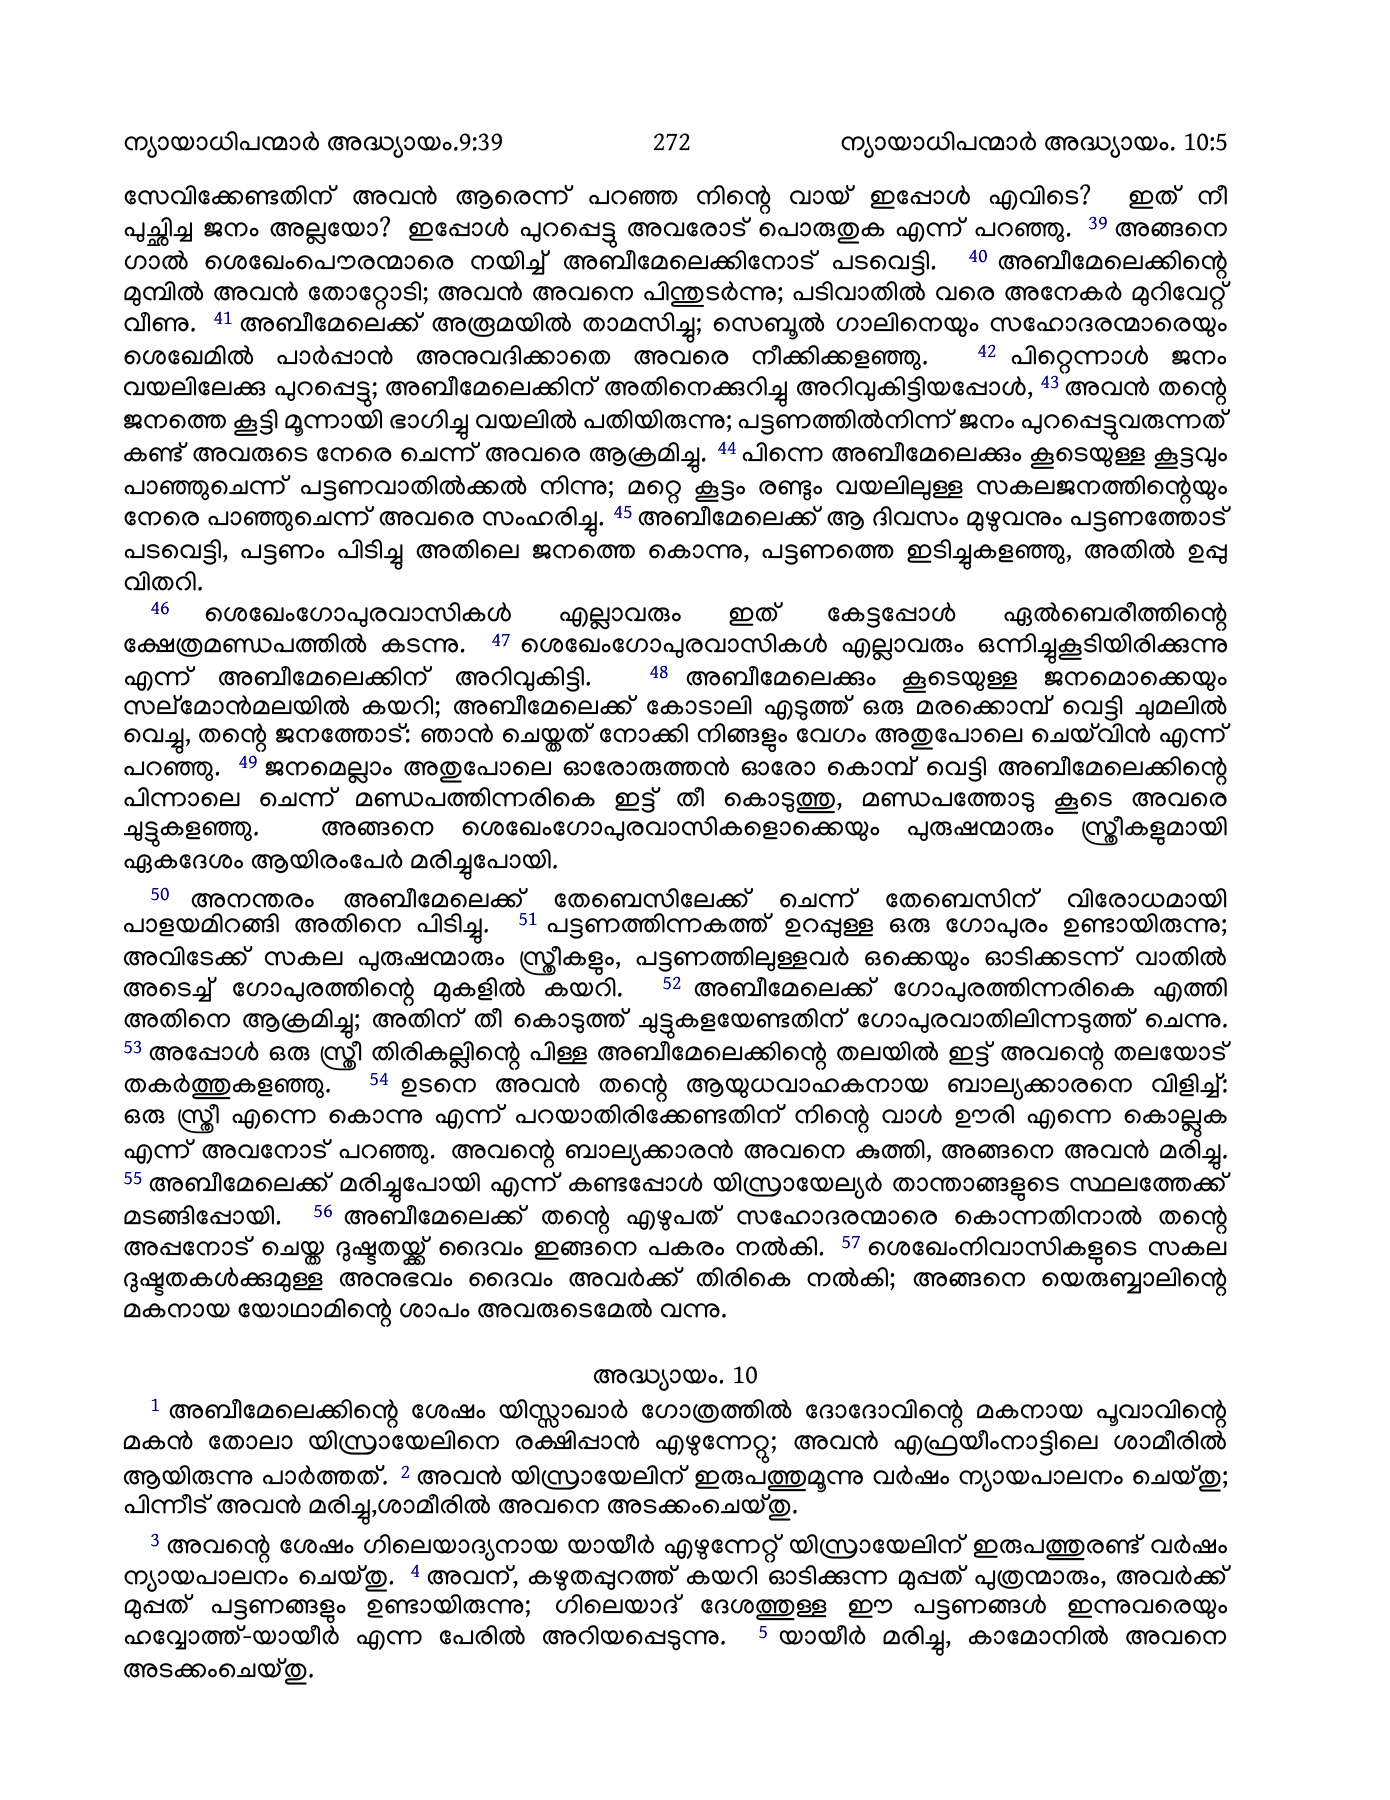 ന്യായാധിപന്മാർ അദ്ധ്യായം.9:39 272 ന്യായാധിപന്മാർ അദ്ധ്യായം. 10:5
സേവിക്കേണ്ടതിന് അവൻ ആരെന്ന് പറഞ്ഞ നിന്റെ വായ് ഇപ്പോൾ എവിടെ? ഇത് നീ
പുച്ഛിച്ച ജനം അല്ലയോ? ഇപ്പോൾ പുറപ്പെട്ടു അവരോട് പൊരുതുക എന്ന് പറഞ്ഞു. 39 അങ്ങനെ
ഗാൽ ശെഖേംപൌരന്മാരെ നയിച്ച് അബീമേലെക്കിനോട് പടവെട്ടി. 40 അബീമേലെക്കിന്റെ
മുമ്പിൽ അവൻ തോറ്റോടി; അവൻ അവനെ പിന്തുടർന്നു; പടിവാതിൽ വരെ അനേകർ മുറിവേറ്റ്
വീണു. 41 അബീമേലെക്ക് അരൂമയിൽ താമസിച്ചു; സെബൂൽ ഗാലിനെയും സഹോദരന്മാരെയും
ശെഖേമിൽ പാർപ്പാൻ അനുവദിക്കാതെ അവരെ നീക്കിക്കളഞ്ഞു. 42 പിറ്റെന്നാൾ ജനം
വയലിലേക്കു പുറപ്പെട്ടു; അബീമേലെക്കിന് അതിനെക്കുറിച്ചു അറിവുകിട്ടിയപ്പോൾ, 43 അവൻ തന്റെ
ജനത്തെ കൂട്ടി മൂന്നായി ഭാഗിച്ചു വയലിൽ പതിയിരുന്നു; പട്ടണത്തിൽനിന്ന് ജനം പുറപ്പെട്ടുവരുന്നത്
കണ്ട് അവരുടെ നേരെ ചെന്ന് അവരെ ആക്രമിച്ചു. 44 പിന്നെ അബീമേലെക്കും കൂടെയുള്ള കൂട്ടവും
പാഞ്ഞുചെന്ന് പട്ടണവാതിൽക്കൽ നിന്നു; മറ്റെ കൂട്ടം രണ്ടും വയലിലുള്ള സകലജനത്തിന്റെയും
നേരെ പാഞ്ഞുചെന്ന് അവരെ സംഹരിച്ചു. 45 അബീമേലെക്ക് ആ ദിവസം മുഴുവനും പട്ടണത്തോട്
പടവെട്ടി, പട്ടണം പിടിച്ചു അതിലെ ജനത്തെ കൊന്നു, പട്ടണത്തെ ഇടിച്ചുകളഞ്ഞു, അതിൽ ഉപ്പു
വിതറി.
46 ശെഖേംഗോപുരവാസികൾ എല്ലാവരും ഇത് കേട്ടപ്പോൾ ഏൽബെരീത്തിന്റെ
ക്ഷേത്രമണ്ഡപത്തിൽ കടന്നു. 47 ശെഖേംഗോപുരവാസികൾ എല്ലാവരും ഒന്നിച്ചുകൂടിയിരിക്കുന്നു
എന്ന് അബീമേലെക്കിന് അറിവുകിട്ടി. 48 അബീമേലെക്കും കൂടെയുള്ള ജനമൊക്കെയും
സല്മോൻമലയിൽ കയറി; അബീമേലെക്ക് കോടാലി എടുത്ത് ഒരു മരക്കൊമ്പ് വെട്ടി ചുമലിൽ
വെച്ചു, തന്റെ ജനത്തോട്: ഞാൻ ചെയ്തത് നോക്കി നിങ്ങളും വേഗം അതുപോലെ ചെയ്‌വിൻ എന്ന്
പറഞ്ഞു. 49 ജനമെല്ലാം അതുപോലെ ഓരോരുത്തൻ ഓരോ കൊമ്പ് വെട്ടി അബീമേലെക്കിന്റെ
പിന്നാലെ ചെന്ന് മണ്ഡപത്തിന്നരികെ ഇട്ട് തീ കൊടുത്തു, മണ്ഡപത്തോടു കൂടെ അവരെ
ചുട്ടുകളഞ്ഞു. അങ്ങനെ ശെഖേംഗോപുരവാസികളൊക്കെയും പുരുഷന്മാരും സ്ത്രീകളുമായി
ഏകദേശം ആയിരംപേർ മരിച്ചുപോയി.
50 അനന്തരം അബീമേലെക്ക് തേബെസിലേക്ക് ചെന്ന് തേബെസിന് വിരോധമായി
പാളയമിറങ്ങി അതിനെ പിടിച്ചു. 51 പട്ടണത്തിന്നകത്ത് ഉറപ്പുള്ള ഒരു ഗോപുരം ഉണ്ടായിരുന്നു;
അവിടേക്ക് സകല പുരുഷന്മാരും സ്ത്രീകളും, പട്ടണത്തിലുള്ളവർ ഒക്കെയും ഓടിക്കടന്ന് വാതിൽ
അടെച്ച് ഗോപുരത്തിന്റെ മുകളിൽ കയറി. 52 അബീമേലെക്ക് ഗോപുരത്തിന്നരികെ എത്തി
അതിനെ ആക്രമിച്ചു; അതിന് തീ കൊടുത്ത് ചുട്ടുകളയേണ്ടതിന് ഗോപുരവാതിലിന്നടുത്ത് ചെന്നു.
53 അപ്പോൾ ഒരു സ്ത്രീ തിരികല്ലിന്റെ പിള്ള അബീമേലെക്കിന്റെ തലയിൽ ഇട്ട് അവന്റെ തലയോട്
തകർത്തുകളഞ്ഞു. 54 ഉടനെ അവൻ തന്റെ ആയുധവാഹകനായ ബാല്യക്കാരനെ വിളിച്ച്:
ഒരു സ്ത്രീ എന്നെ കൊന്നു എന്ന് പറയാതിരിക്കേണ്ടതിന് നിന്റെ വാൾ ഊരി എന്നെ കൊല്ലുക
എന്ന് അവനോട് പറഞ്ഞു. അവന്റെ ബാല്യക്കാരൻ അവനെ കുത്തി, അങ്ങനെ അവൻ മരിച്ചു.
55 അബീമേലെക്ക് മരിച്ചുപോയി എന്ന് കണ്ടപ്പോൾ യിസ്രായേല്യർ താന്താങ്ങളുടെ സ്ഥലത്തേക്ക്
മടങ്ങിപ്പോയി. 56 അബീമേലെക്ക് തന്റെ എഴുപത് സഹോദരന്മാരെ കൊന്നതിനാൽ തന്റെ
അപ്പനോട് ചെയ്ത ദുഷ്ടതയ്ക്ക് ദൈവം ഇങ്ങനെ പകരം നൽകി. 57 ശെഖേംനിവാസികളുടെ സകല
ദുഷ്ടതകൾക്കുമുള്ള അനുഭവം ദൈവം അവർക്ക് തിരികെ നൽകി; അങ്ങനെ യെരുബ്ബാലിന്റെ
മകനായ യോഥാമിന്റെ ശാപം അവരുടെമേൽ വന്നു.
അദ്ധ്യായം. 10
1 അബീമേലെക്കിന്റെ ശേഷം യിസ്സാഖാർ ഗോത്രത്തിൽ ദോദോവിന്റെ മകനായ പൂവാവിന്റെ
മകൻ തോലാ യിസ്രായേലിനെ രക്ഷിപ്പാൻ എഴുന്നേറ്റു; അവൻ എഫ്രയീംനാട്ടിലെ ശാമീരിൽ
ആയിരുന്നു പാർത്തത്. 2 അവൻ യിസ്രായേലിന് ഇരുപത്തുമൂന്നു വർഷം ന്യായപാലനം ചെയ്തു;
പിന്നീട് അവൻ മരിച്ചു,ശാമീരിൽ അവനെ അടക്കംചെയ്തു.
3 അവന്റെ ശേഷം ഗിലെയാദ്യനായ യായീർ എഴുന്നേറ്റ് യിസ്രായേലിന് ഇരുപത്തുരണ്ട് വർഷം
ന്യായപാലനം ചെയ്തു. 4 അവന്, കഴുതപ്പുറത്ത് കയറി ഓടിക്കുന്ന മുപ്പത് പുത്രന്മാരും, അവർക്ക്
മുപ്പത് പട്ടണങ്ങളും ഉണ്ടായിരുന്നു; ഗിലെയാദ് ദേശത്തുള്ള ഈ പട്ടണങ്ങൾ ഇന്നുവരെയും
ഹവ്വോത്ത്-യായീർ എന്ന പേരിൽ അറിയപ്പെടുന്നു. 5 യായീർ മരിച്ചു, കാമോനിൽ അവനെ
അടക്കംചെയ്തു.